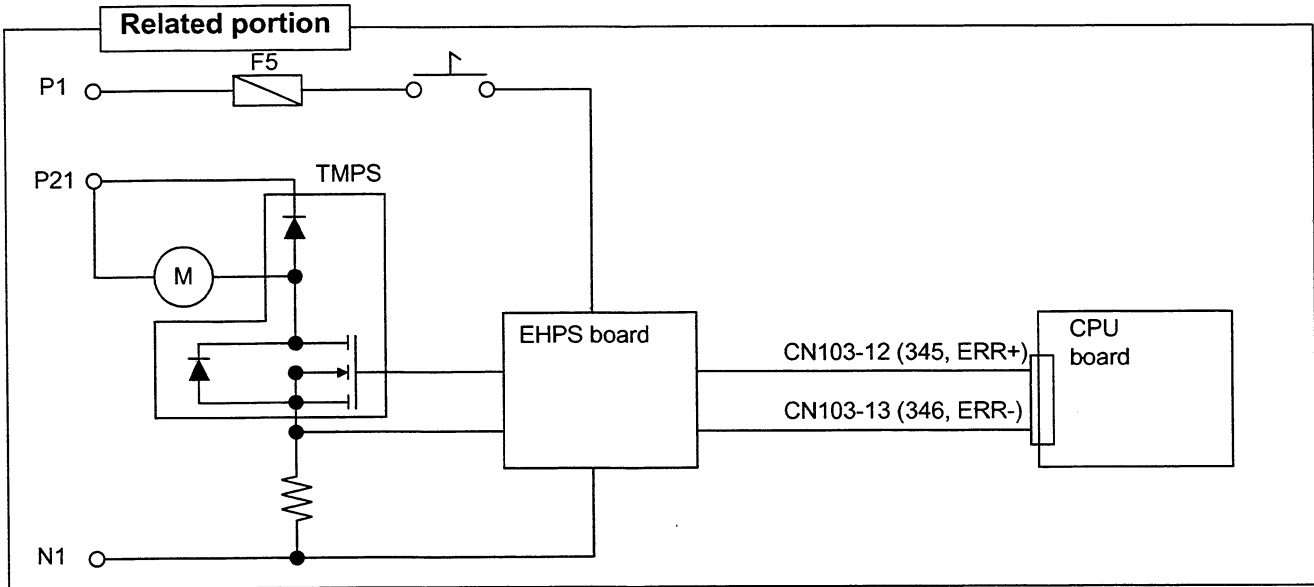 Related portion
F5
P1
P21
TMPS
M
EHPS board
CN103-12 (345, ERR+)
CPU
board
CN103-13 (346, ERR-)
N1